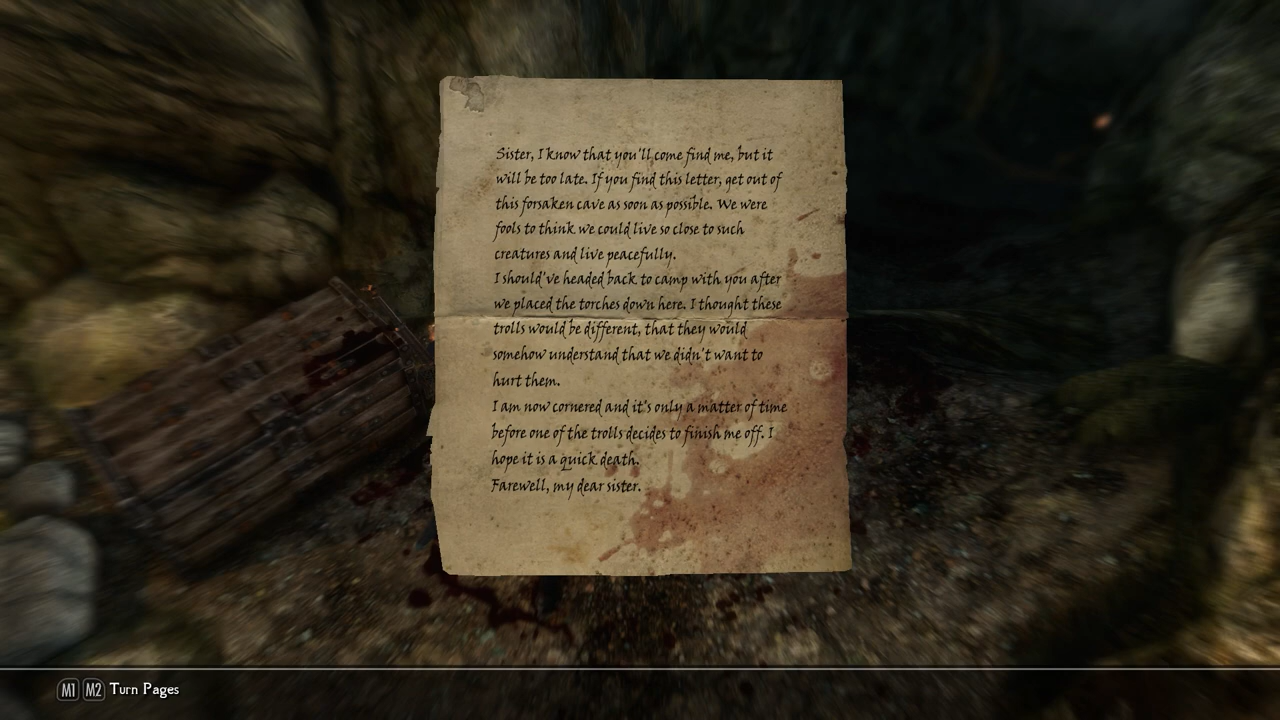 Sister, I know that you'll come find me, but it
will be too late. If you find this letter, get out of
this forsaken cave as soon as possible. We were
fools to think we could live so close to such
creatures and live peacefully.
I should've headed back to camp with you after
we placed the torches down here. I thought these
trolls would be different, that they would
somehow understand that we didn't want to
hurt them.
I am now cornered and it's only a matter of time
before one of the trolls decides to finish me off. I
hope it is a quick death.
Farewell, my dear sister.
M1 M2 Turn Pages